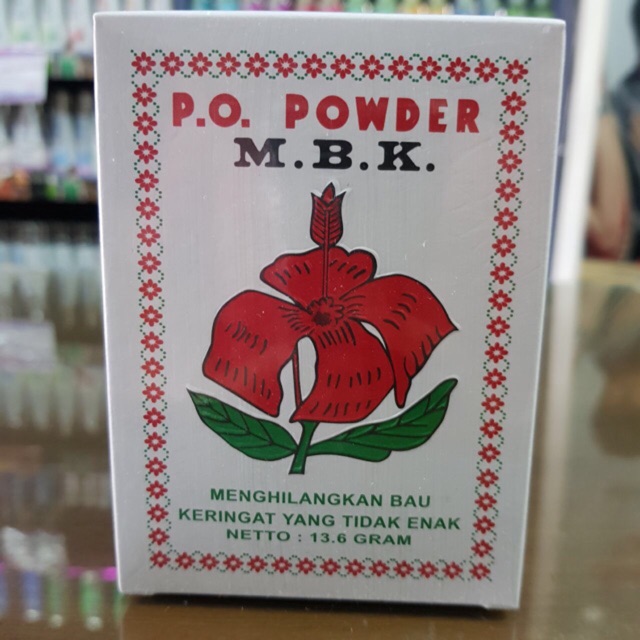 P.O. POWDER
M.B.K.
MENGHILANGKAN BAU
KERINGAT YANG TIDAK ENAK
NETTO : 13.6 GRAM